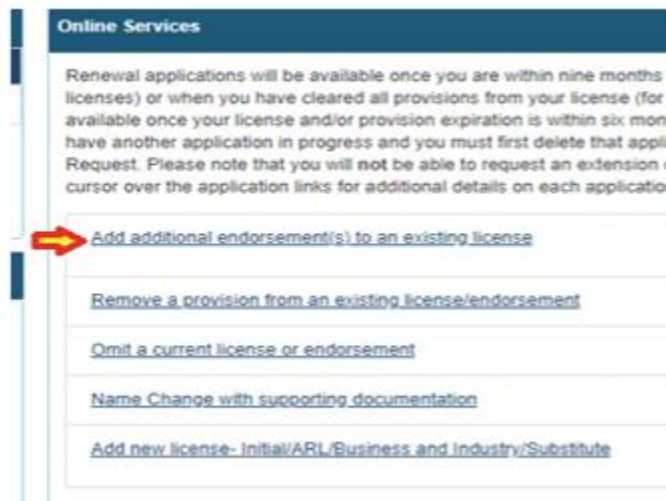 Online Services
Renewal applications will be available once you are within nine months
licenses) or when you have cleared all provisions from your license (for
available once your license and/or provision expiration is within six mon
have another application in progress and you must first delete that appli
Request. Please note that you will not be able to request an extension
cursor over the application links for additional details on each applicatio
Add additional endorsement(s) to an existing license
Remove a provision from an existing license/endorsement
Omit a current license or endorsement
Name Change with supporting documentation
Add new license- Initial/ARL/Business and Industry/Substitute